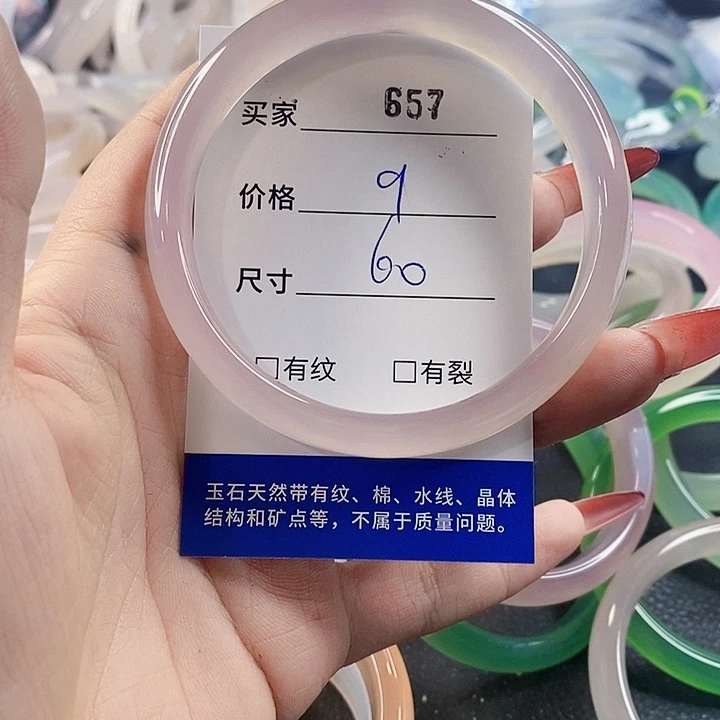 买家 657
价格 9
尺寸 60
□有纹 □有裂
玉石天然带有纹、棉、水线、晶体
结构和矿点等，不属于质量问题。